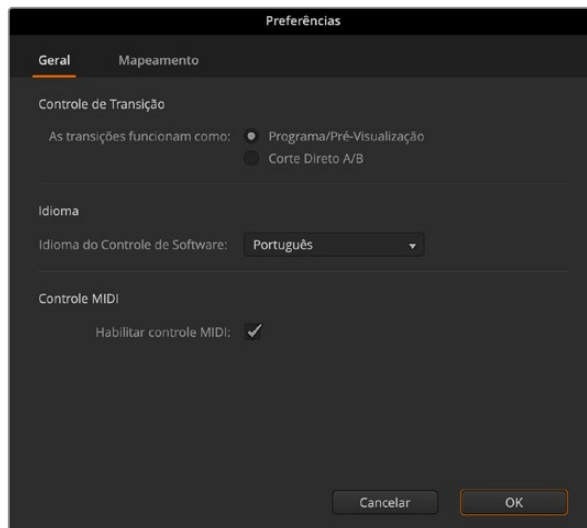 Preferências
Geral Mapeamento
Controle de Transição
As transições funcionam como: Programa/Pré-Visualização
Corte Direto A/B
Idioma
Idioma do Controle de Software: Português
Controle MIDI
Habilitar controle MIDI:
Cancelar OK